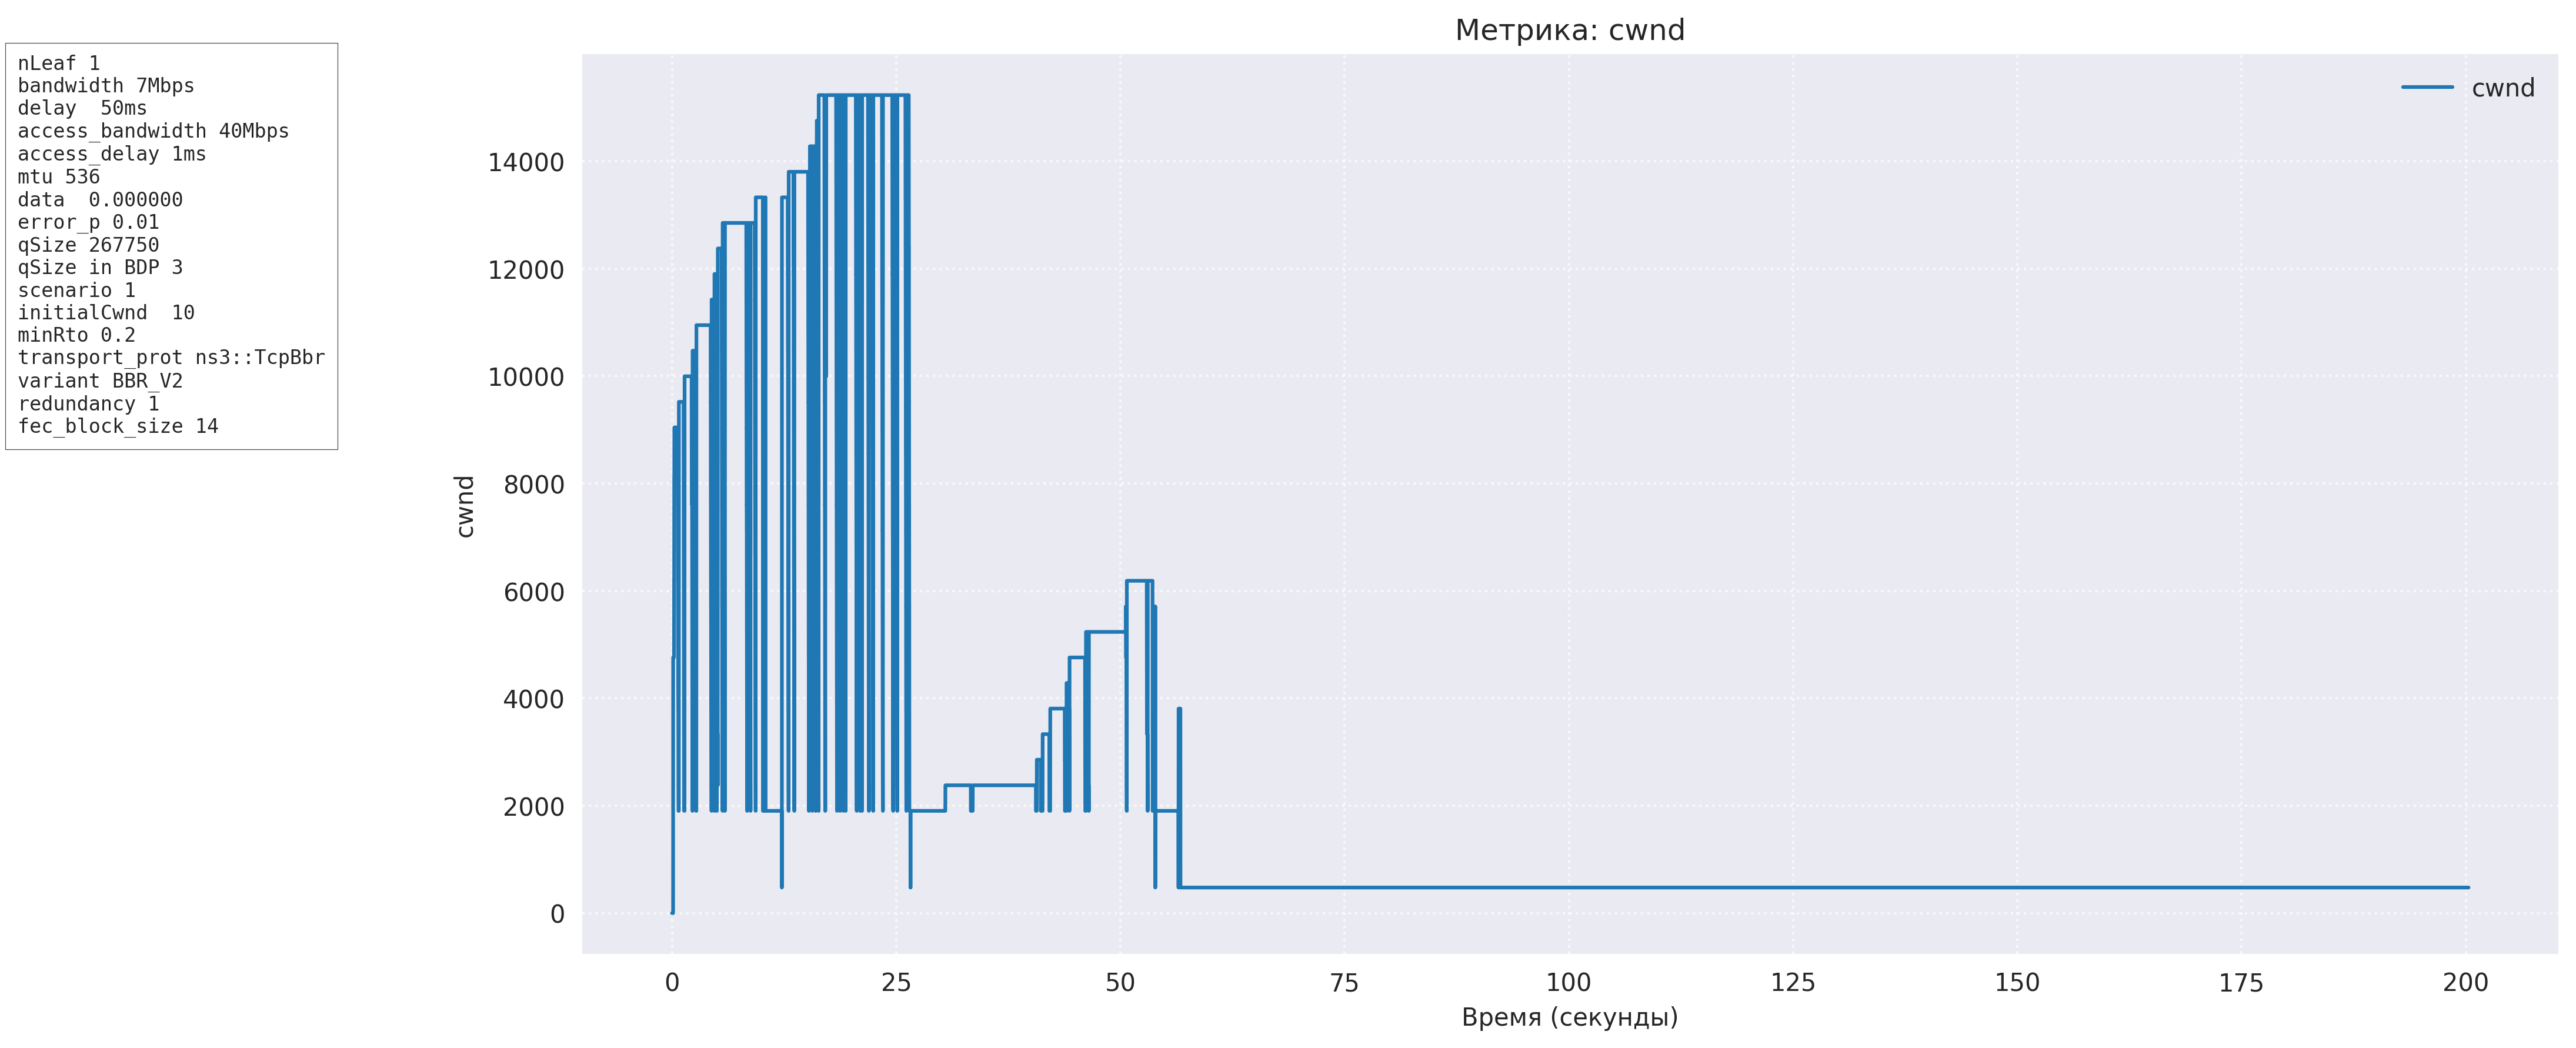 Метрика: cwnd
nLeaf 1
bandwidth 7Mbps
delay  50ms
access_bandwidth 40Mbps
access_delay 1ms
mtu 536
data  0.000000
error_p 0.01
qSize 267750
qSize in BDP 3
scenario 1
initialCwnd  10
minRto 0.2
transport_prot ns3::TcpBbr
variant BBR_V2
redundancy 1
fec_block_size 14
cwnd
cwnd
14000
12000
10000
8000
6000
4000
2000
0
0 25 50 75 100 125 150 175 200
Время (секунды)